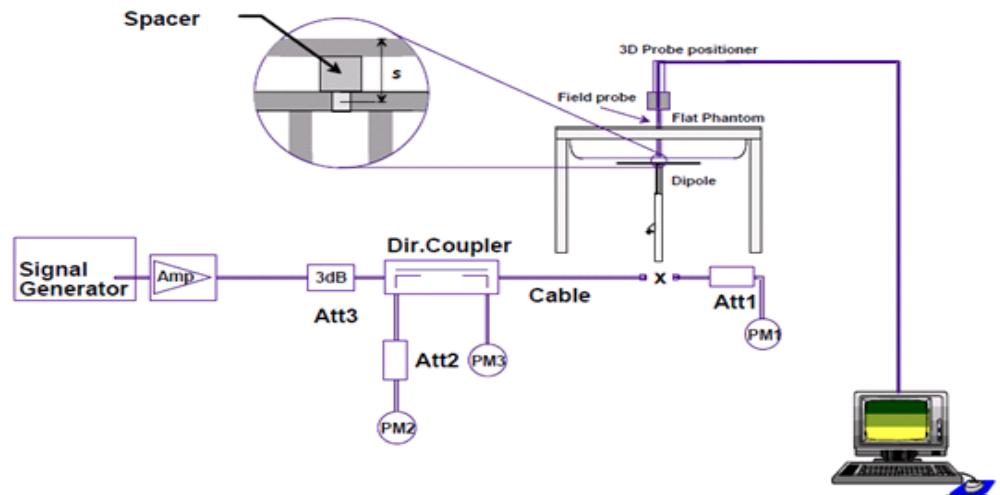 Spacer
s
3D Probe positioner
Field probe
Flat Phantom
Dipole
Signal
Generator
Amp
3dB
Att3
Dir.Coupler
Cable
x
Att1
PM1
Att2
PM3
PM2